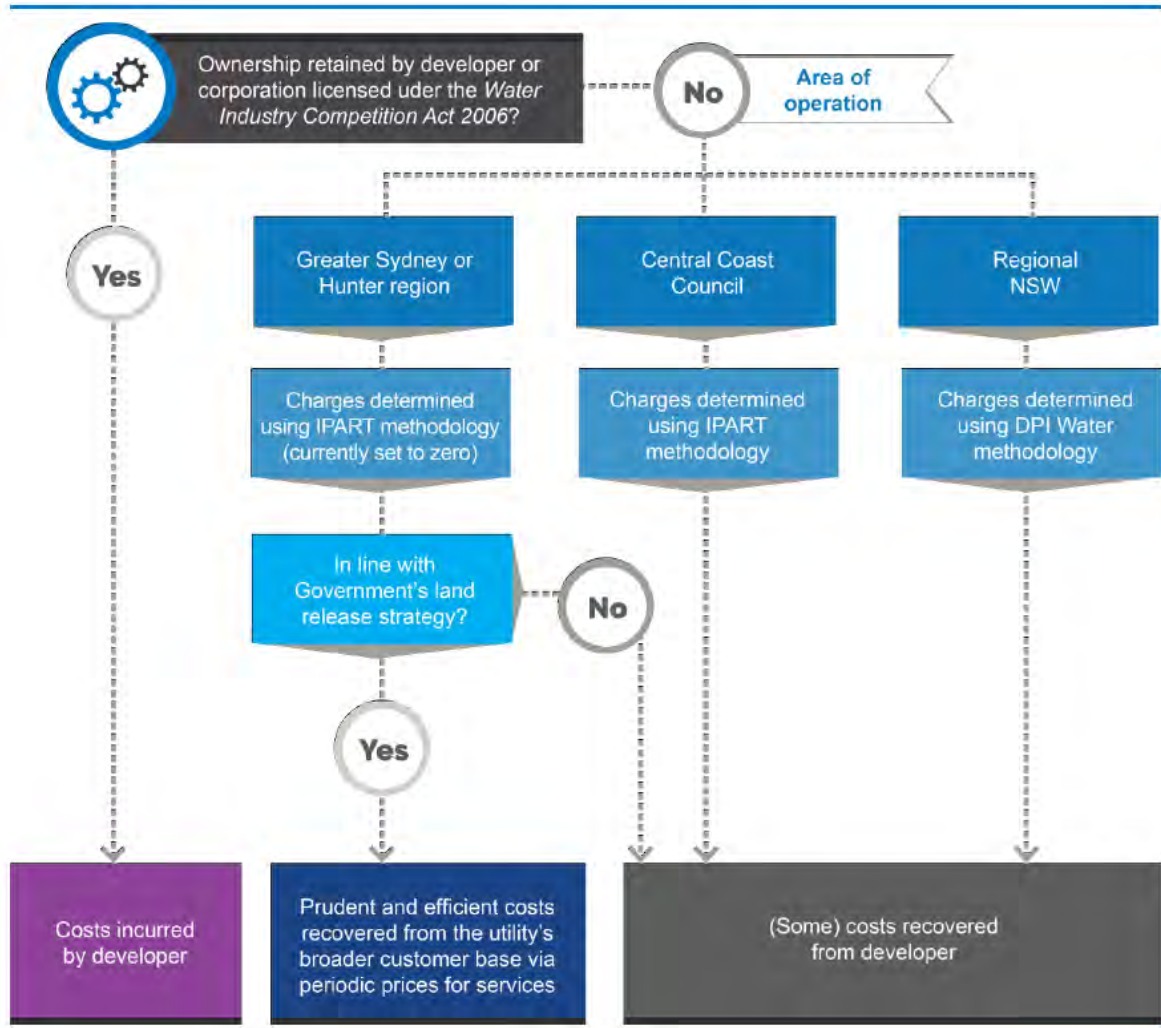 Ownership retained by developer or
corporation licensed uder the Water
Industry Competition Act 2006?
No
Area of
operation
Yes
Greater Sydney or
Hunter region
Central Coast
Council
Regional
NSW
Charges determined
using IPART methodology
(currently set to zero)
Charges determined
using IPART
methodology
Charges determined
using DPI Water
methodology
In line with
Government's land
release strategy?
No
Yes
Costs incurred
by developer
Prudent and efficient costs
recovered from the utility's
broader customer base via
periodic prices for services
(Some) costs recovered
from developer